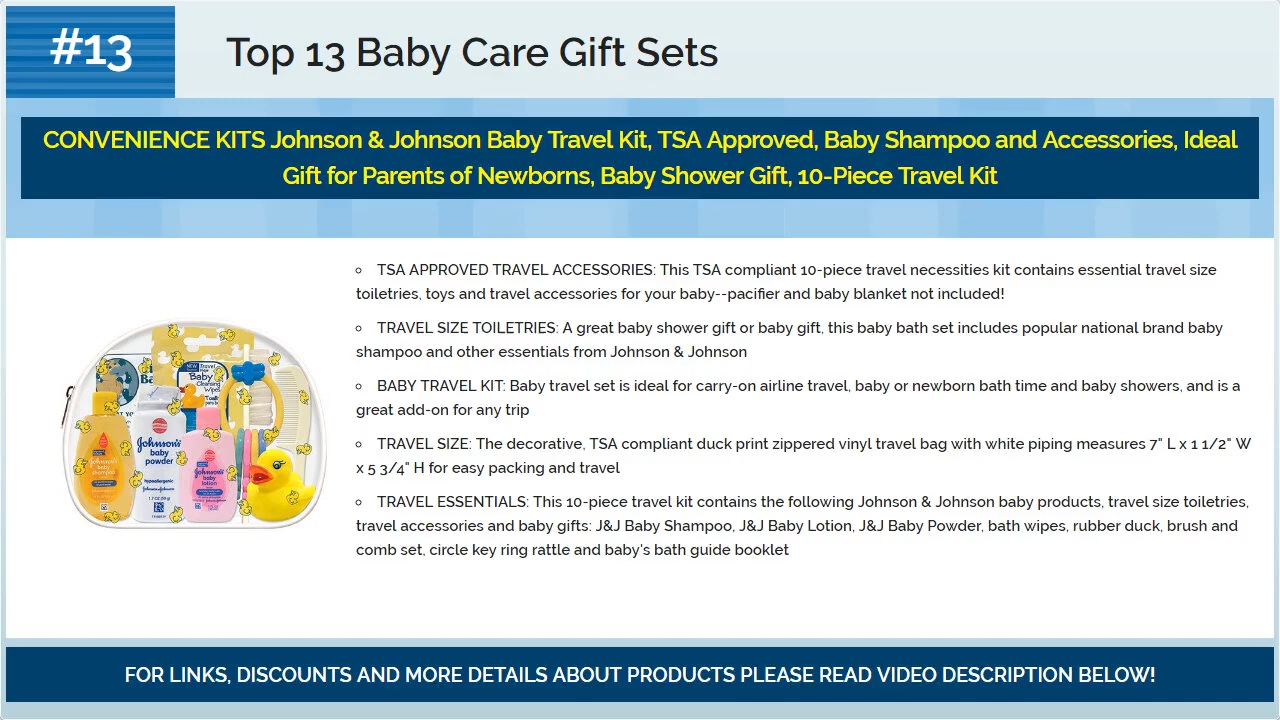 #13
Top 13 Baby Care Gift Sets
CONVENIENCE KITS Johnson & Johnson Baby Travel Kit, TSA Approved, Baby Shampoo and Accessories, Ideal
Gift for Parents of Newborns, Baby Shower Gift, 10-Piece Travel Kit
TSA APPROVED TRAVEL ACCESSORIES: This TSA compliant 10-piece travel necessities kit contains essential travel size
toiletries, toys and travel accessories for your baby--pacifier and baby blanket not included!
TRAVEL SIZE TOILETRIES: A great baby shower gift or baby gift, this baby bath set includes popular national brand baby
shampoo and other essentials from Johnson & Johnson
BABY TRAVEL KIT: Baby travel set is ideal for carry-on airline travel, baby or newborn bath time and baby showers, and is a
great add-on for any trip
TRAVEL SIZE: The decorative, TSA compliant duck print zippered vinyl travel bag with white piping measures 7" L x 1 1/2" W
x 5 3/4" H for easy packing and travel
TRAVEL ESSENTIALS: This 10-piece travel kit contains the following Johnson & Johnson baby products, travel size toiletries,
travel accessories and baby gifts: J&J Baby Shampoo, J&J Baby Lotion, J&J Baby Powder, bath wipes, rubber duck, brush and
comb set, circle key ring rattle and baby's bath guide booklet
Baby
Cleansing
Johnson's
baby
shampoo
Johnson's
baby
powder
Johnson's
baby
lotion
FOR LINKS, DISCOUNTS AND MORE DETAILS ABOUT PRODUCTS PLEASE READ VIDEO DESCRIPTION BELOW!